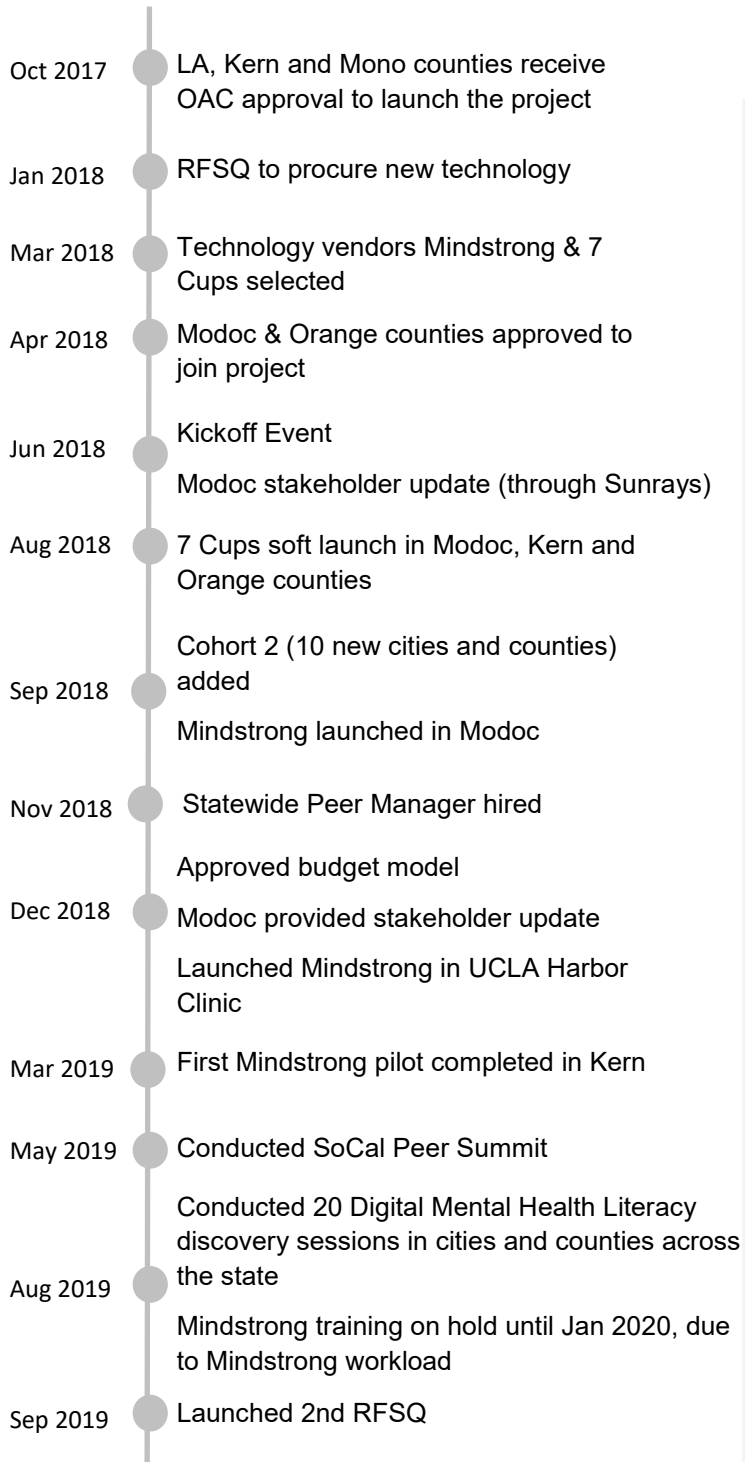 Oct 2017
LA, Kern and Mono counties receive
OAC approval to launch the project
Jan 2018
RFSQ to procure new technology
Mar 2018
Technology vendors Mindstrong & 7
Cups selected
Apr 2018
Modoc & Orange counties approved to
join project
Jun 2018
Kickoff Event
Modoc stakeholder update (through Sunrays)
Aug 2018
7 Cups soft launch in Modoc, Kern and
Orange counties
Sep 2018
Cohort 2 (10 new cities and counties)
added
Mindstrong launched in Modoc
Nov 2018
Statewide Peer Manager hired
Dec 2018
Approved budget model
Modoc provided stakeholder update
Launched Mindstrong in UCLA Harbor
Clinic
Mar 2019
First Mindstrong pilot completed in Kern
May 2019
Conducted SoCal Peer Summit
Aug 2019
Conducted 20 Digital Mental Health Literacy
discovery sessions in cities and counties across
the state
Mindstrong training on hold until Jan 2020, due
to Mindstrong workload
Sep 2019
Launched 2nd RFSQ